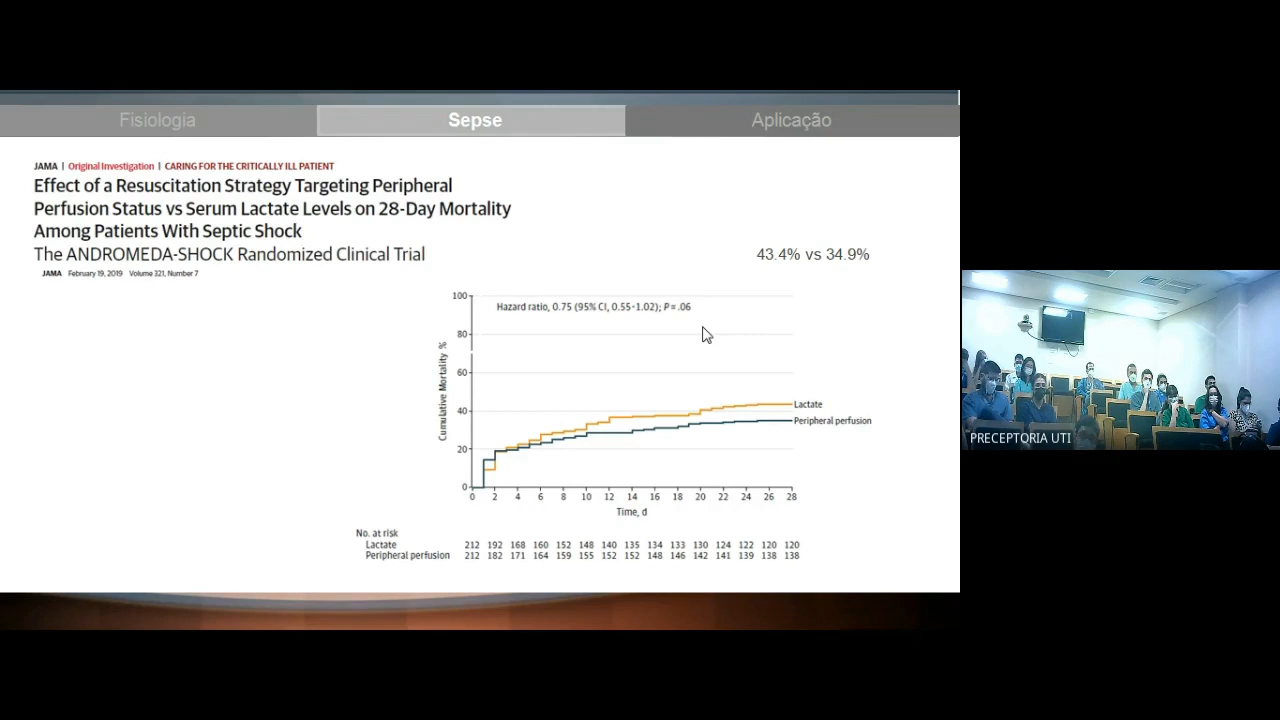 Fisiologia
Sepse
Aplicação
JAMA | Original Investigation | CARING FOR THE CRITICALLY ILL PATIENT
Effect of a Resuscitation Strategy Targeting Peripheral
Perfusion Status vs Serum Lactate Levels on 28-Day Mortality
Among Patients With Septic Shock
The ANDROMEDA-SHOCK Randomized Clinical Trial
JAMA February 19, 2019 Volume 321, Number 7
43.4% vs 34.9%
Hazard ratio, 0.75 (95% CI, 0.55-1.02); P = .06
Cumulative Mortality %
100
80
60
40
20
0
Lactate
Peripheral perfusion
0 2 4 6 8 10 12 14 16 18 20 22 24 26 28
Time, d
No. at risk
Lactate 212 192 168 160 152 148 140 135 134 133 130 124 122 120 120
Peripheral perfusion 212 182 171 164 159 155 152 152 148 146 142 141 139 138 138
PRECEPTORIA UTI